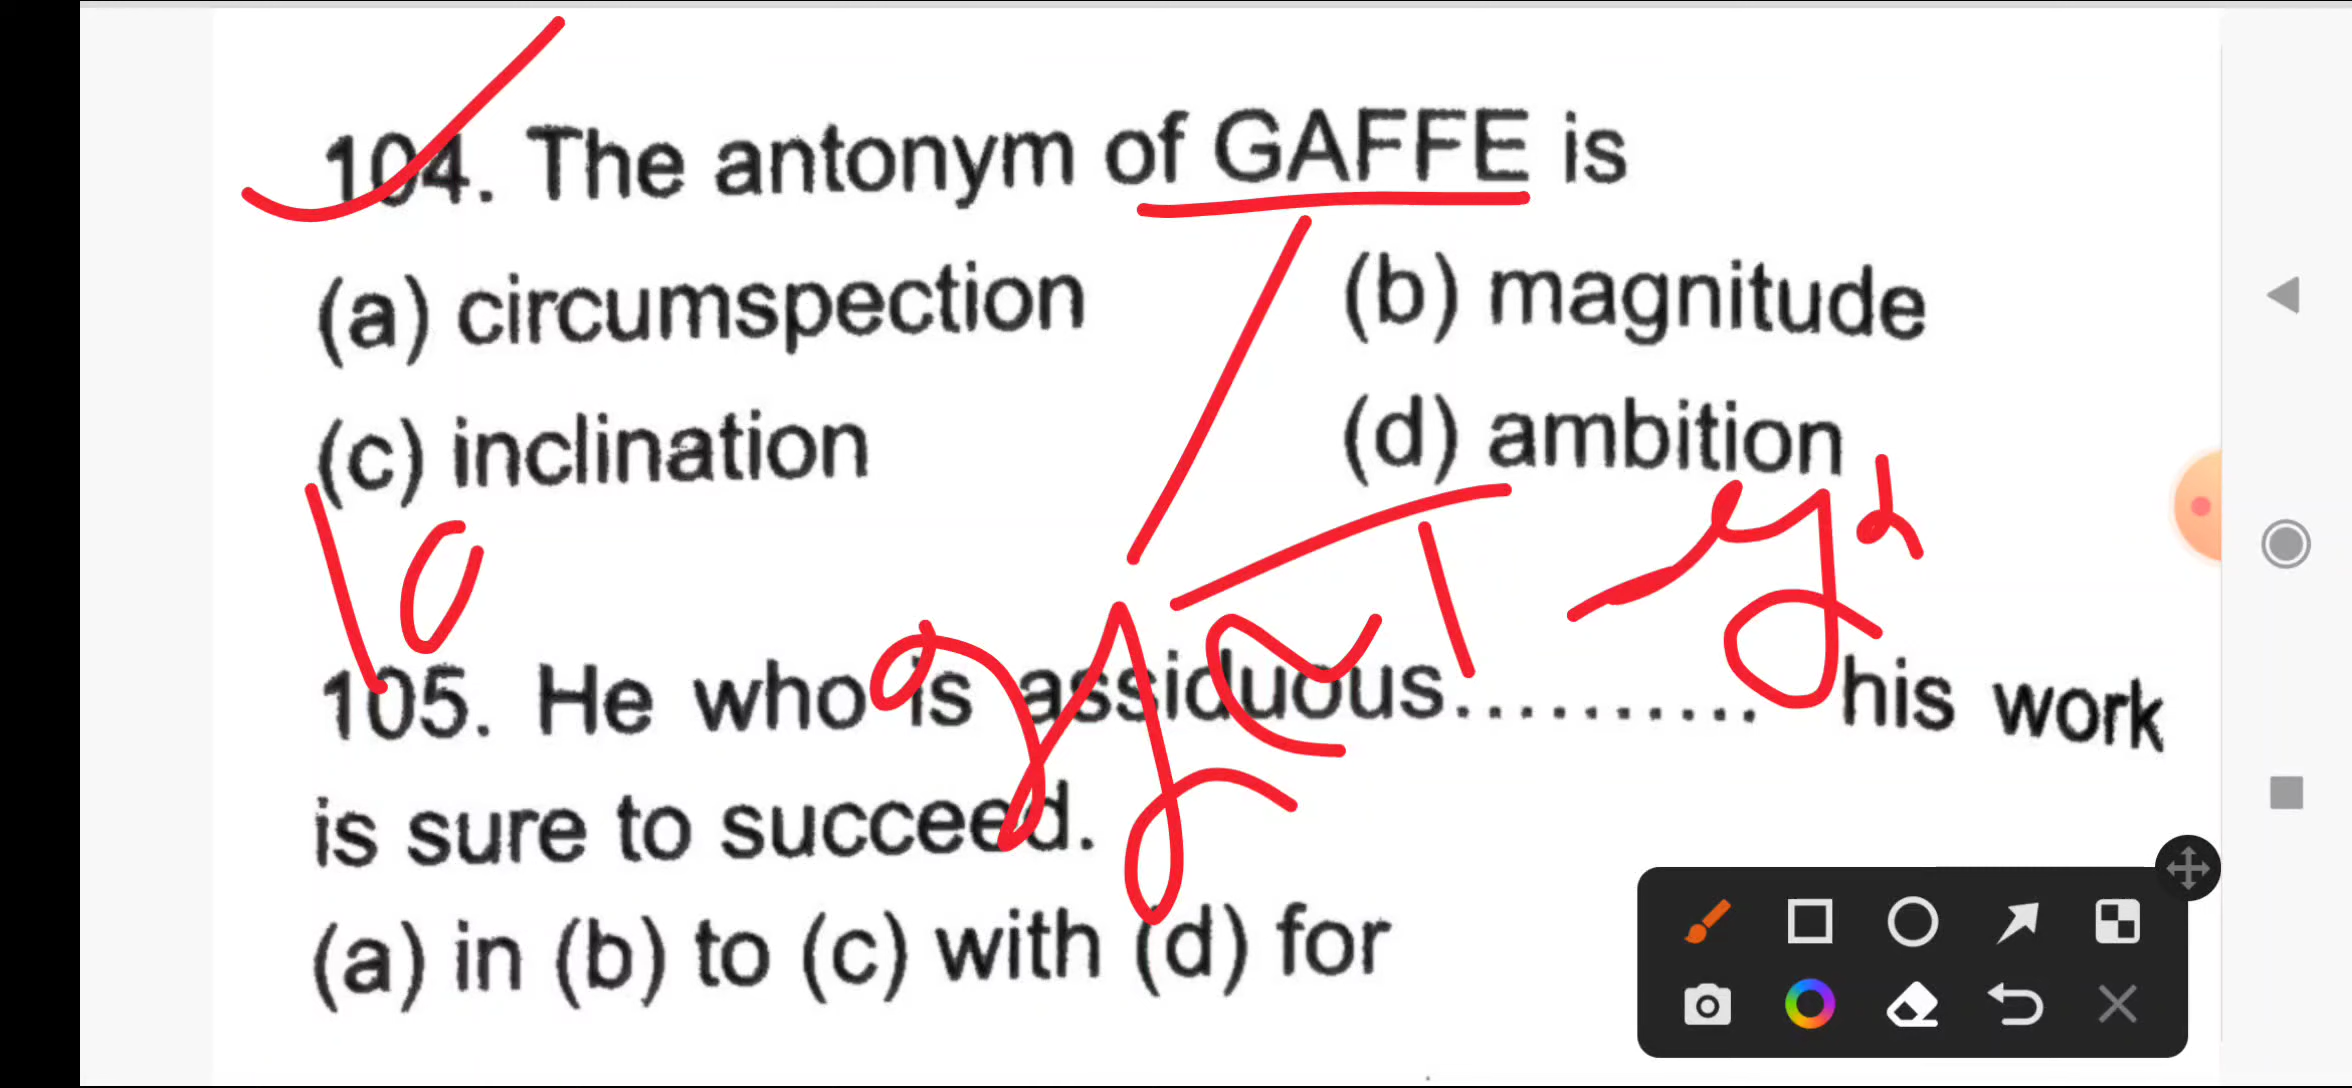 104. The antonym of GAFFE is
(a) circumspection (b) magnitude
(c) inclination (d) ambition
105. He who is assiduous.......... his work
is sure to succeed.
(a) in (b) to (c) with (d) for